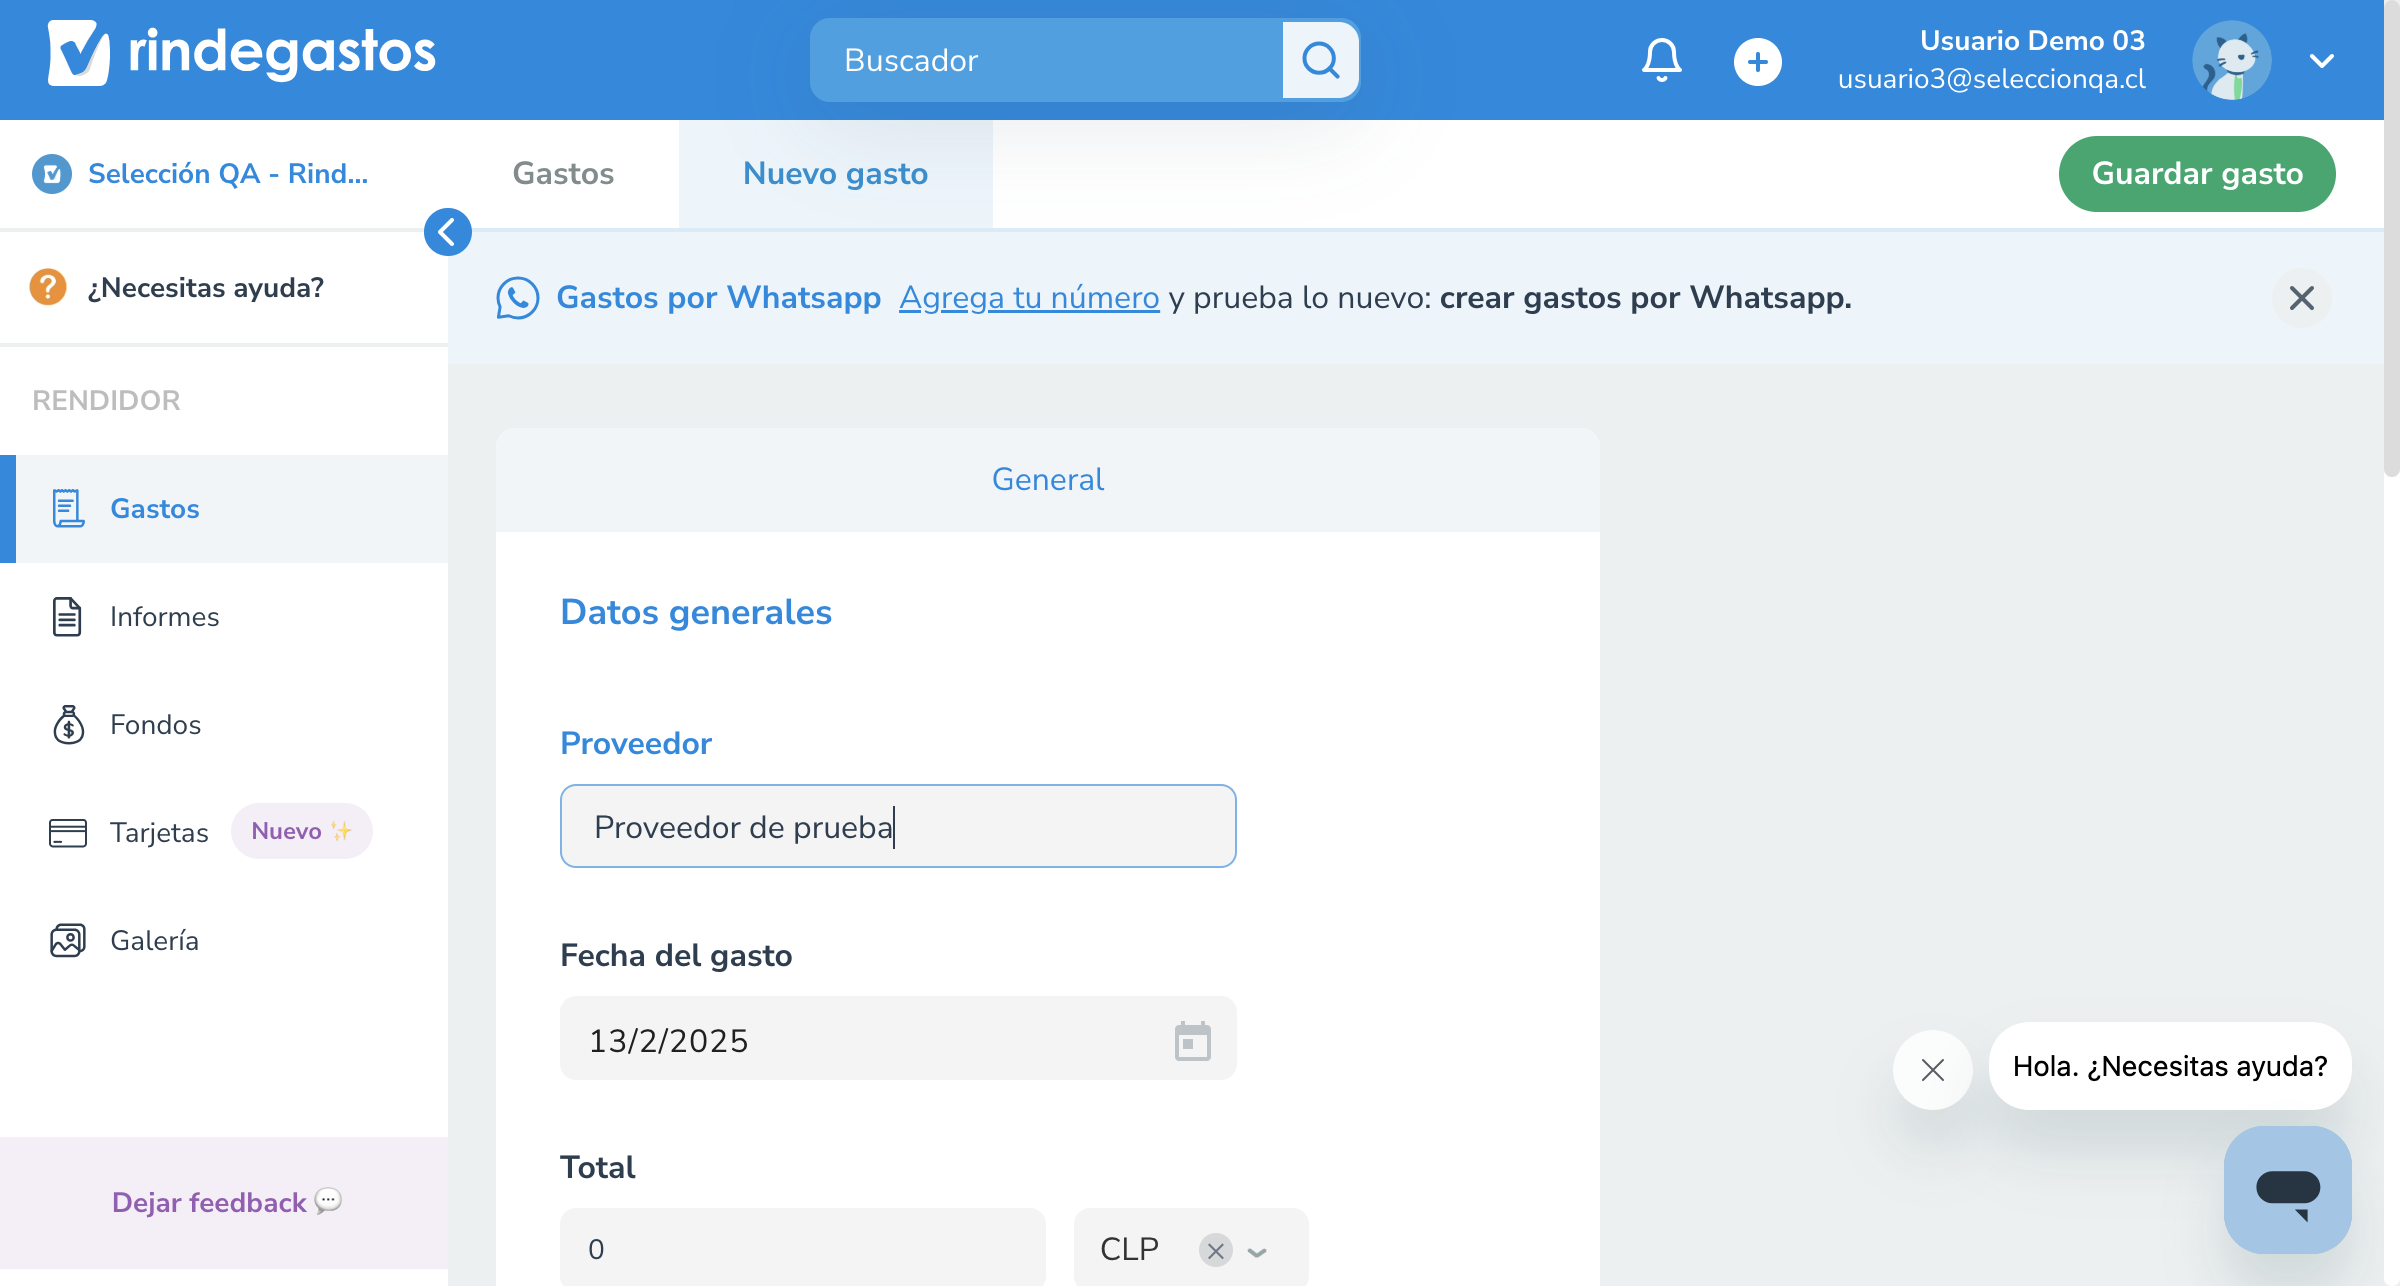 rindegastos
Buscador
Usuario Demo 03
usuario3@seleccionqa.cl
Selección QA - Rind...
Gastos
Nuevo gasto
Guardar gasto
¿Necesitas ayuda?
Gastos por Whatsapp Agrega tu número y prueba lo nuevo: crear gastos por Whatsapp.
RENDIDOR
Gastos
Informes
Fondos
Tarjetas
Nuevo ✨
Galería
Dejar feedback 💬
General
Datos generales
Proveedor
Proveedor de prueba
Fecha del gasto
13/2/2025
Total
0
CLP
Hola. ¿Necesitas ayuda?